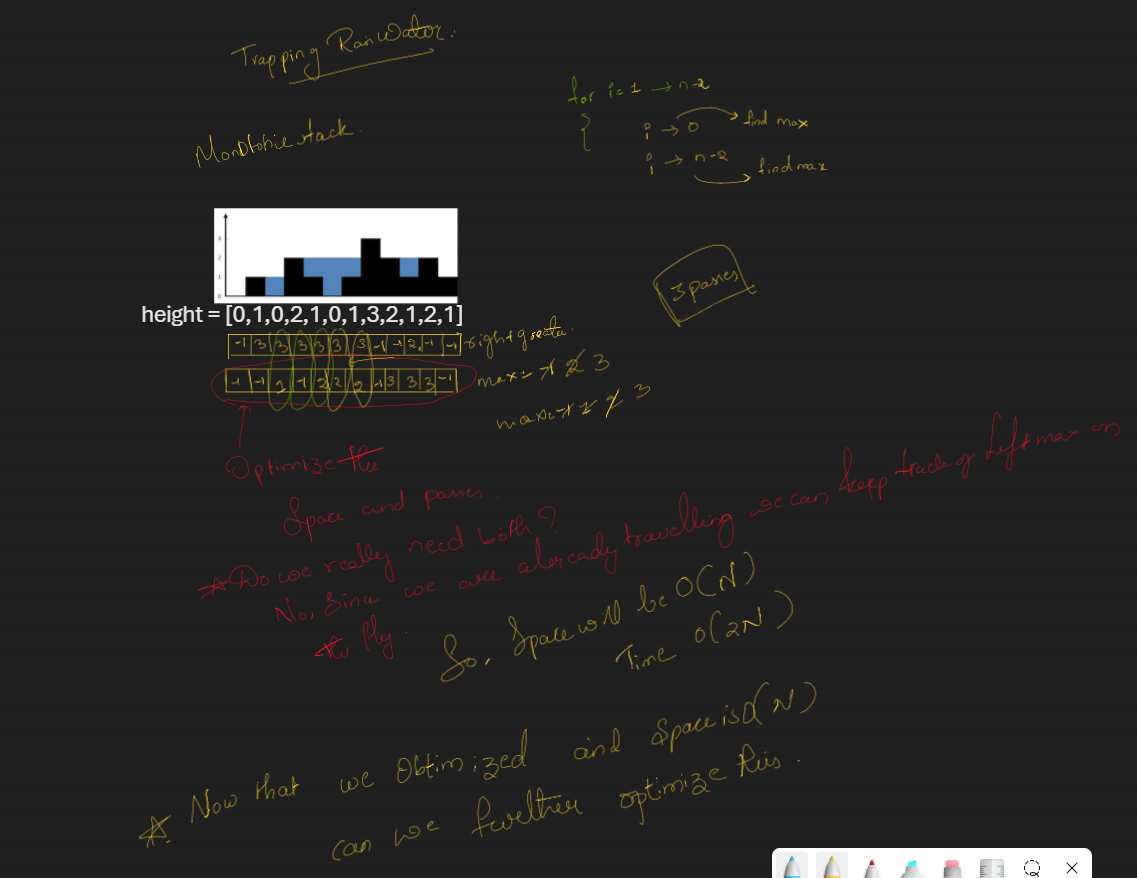 Trapping Rain Water.
for i=1 → n-2
{
i → 0 find max
Monotonic stack.
i → n-2 find max
3 passes
3
2
1
0
height = [0,1,0,2,1,0,1,3,2,1,2,1]
-1 3 3 3 3 3 3 -1 -1 2 -1 -1 right greater
-1 -1 1 -1 2 2 2 -1 3 3 3 -1 max = 1 2 3
max = 1 2 3
Optimize the
Space and passes.
Do we really need both?
No, Since we are already travelling we can keep track of left max on
the fly.
So, Space will be O(N)
Time O(2N)
Now that we Obtimized and Space is O(N)
can we further optimize this.